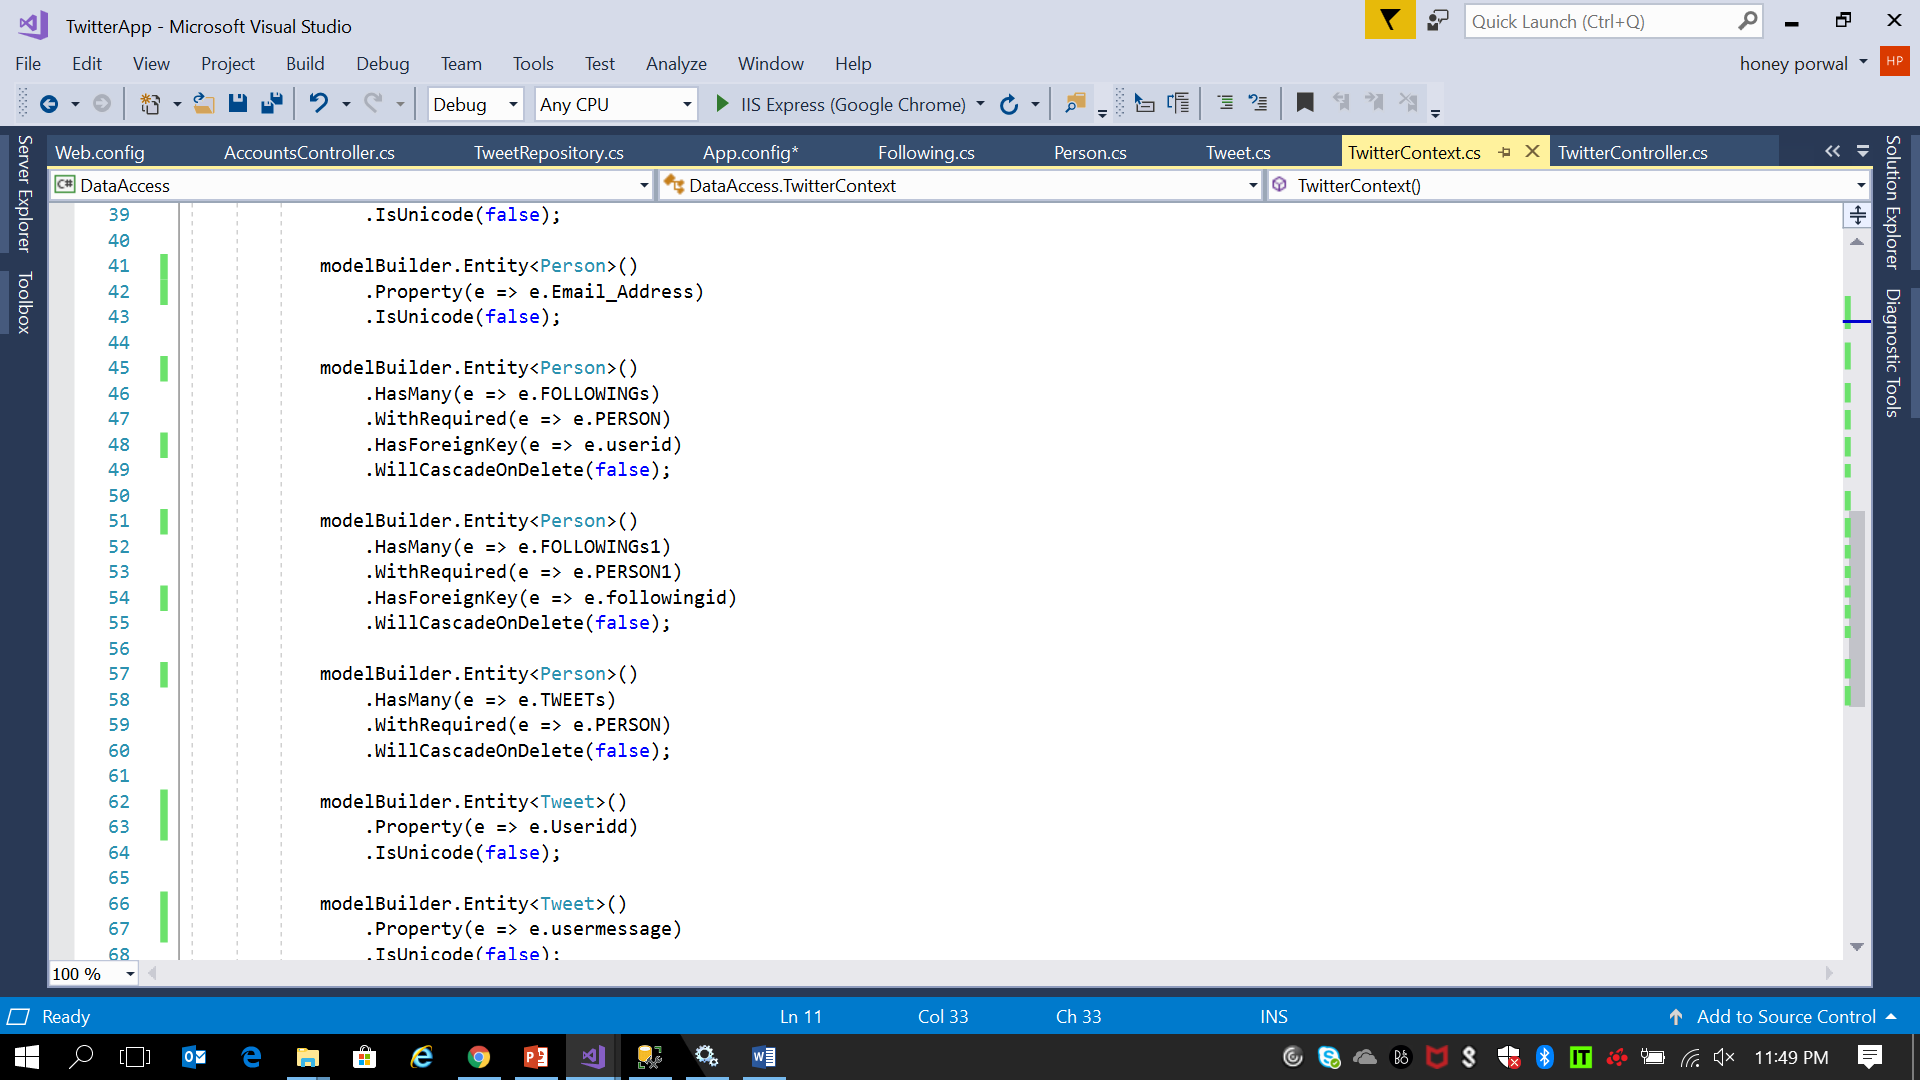 TwitterApp - Microsoft Visual Studio
Quick Launch (Ctrl+Q)
File Edit View Project Build Debug Team Tools Test Analyze Window Help
honey porwal HP
Debug Any CPU IIS Express (Google Chrome)
Web.config AccountsController.cs TweetRepository.cs App.config* Following.cs Person.cs Tweet.cs TwitterContext.cs TwitterController.cs
C# DataAccess DataAccess.TwitterContext TwitterContext()
Server Explorer
Toolbox
Solution Explorer
Diagnostic Tools
39 .IsUnicode(false);
40
41 modelBuilder.Entity<Person>()
42 .Property(e => e.Email_Address)
43 .IsUnicode(false);
44
45 modelBuilder.Entity<Person>()
46 .HasMany(e => e.FOLLOWINGs)
47 .WithRequired(e => e.PERSON)
48 .HasForeignKey(e => e.userid)
49 .WillCascadeOnDelete(false);
50
51 modelBuilder.Entity<Person>()
52 .HasMany(e => e.FOLLOWINGs1)
53 .WithRequired(e => e.PERSON1)
54 .HasForeignKey(e => e.followingid)
55 .WillCascadeOnDelete(false);
56
57 modelBuilder.Entity<Person>()
58 .HasMany(e => e.TWEETs)
59 .WithRequired(e => e.PERSON)
60 .WillCascadeOnDelete(false);
61
62 modelBuilder.Entity<Tweet>()
63 .Property(e => e.Useridd)
64 .IsUnicode(false);
65
66 modelBuilder.Entity<Tweet>()
67 .Property(e => e.usermessage)
68 .IsUnicode(false);
100 %
Ready Ln 11 Col 33 Ch 33 INS Add to Source Control
11:49 PM